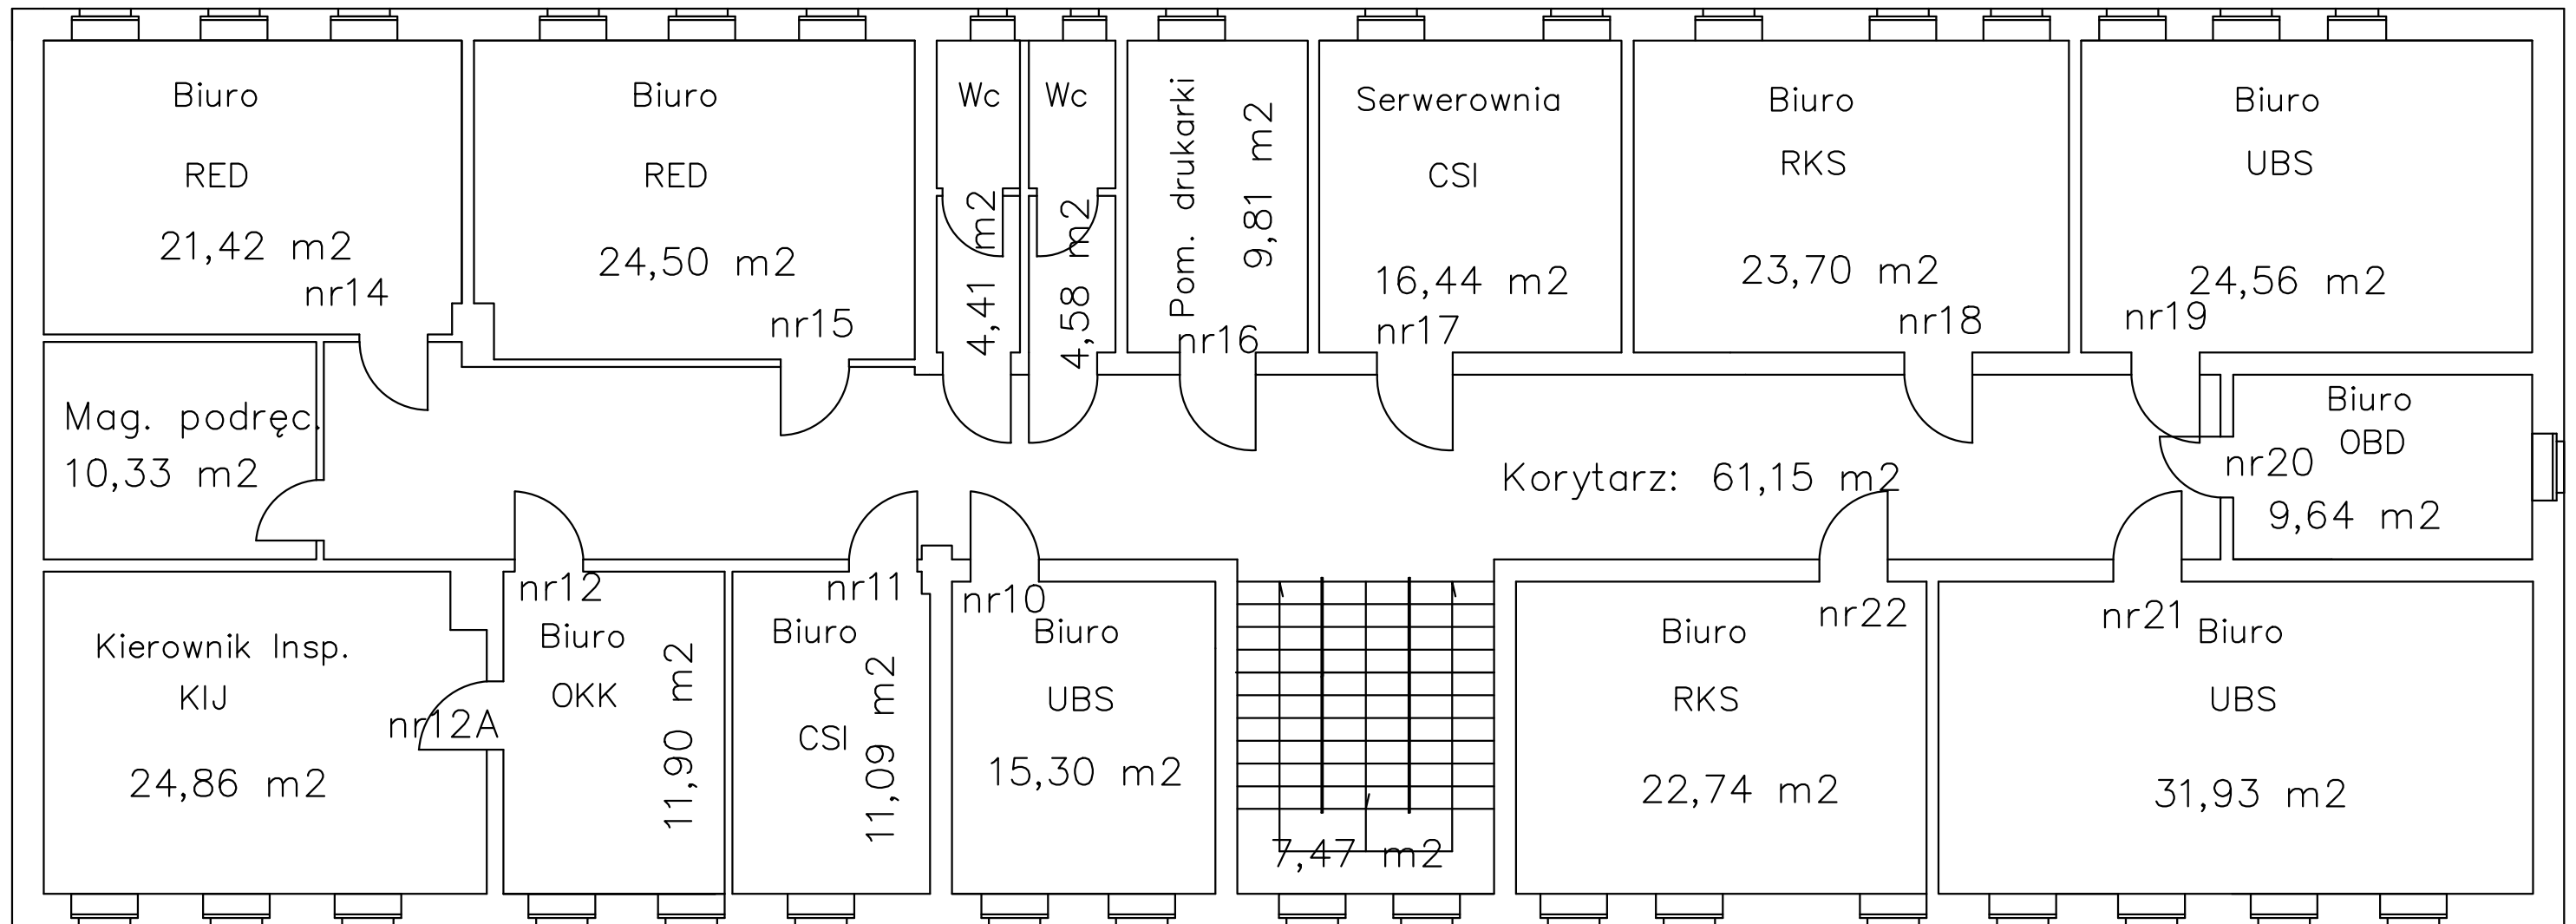 Biuro
RED
21,42 m2
nr14
Biuro
RED
24,50 m2
nr15
Wc
4,41 m2
Wc
4,58 m2
Pom. drukarki
9,81 m2
nr16
Serwerownia
CSI
16,44 m2
nr17
Biuro
RKS
23,70 m2
nr18
Biuro
UBS
24,56 m2
nr19
Mag. podręc.
10,33 m2
Korytarz: 61,15 m2
Biuro
OBD
nr20
9,64 m2
Kierownik Insp.
KIJ
nr12A
24,86 m2
nr12
Biuro
OKK
11,90 m2
nr11
Biuro
CSI
11,09 m2
nr10
Biuro
UBS
15,30 m2
7,47 m2
nr22
Biuro
RKS
22,74 m2
nr21
Biuro
UBS
31,93 m2